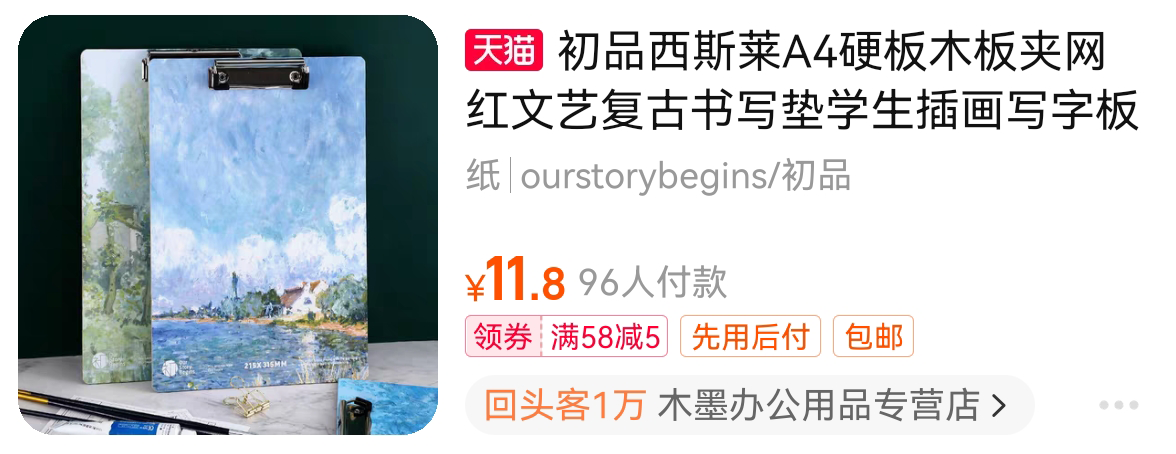 天猫 初品西斯莱A4硬板木板夹网
红文艺复古书写垫学生插画写字板
纸|ourstorybegins/初品
¥11.8 96人付款
领券 满58减5 先用后付 包邮
回头客1万 木墨办公用品专营店 >
215X315MM